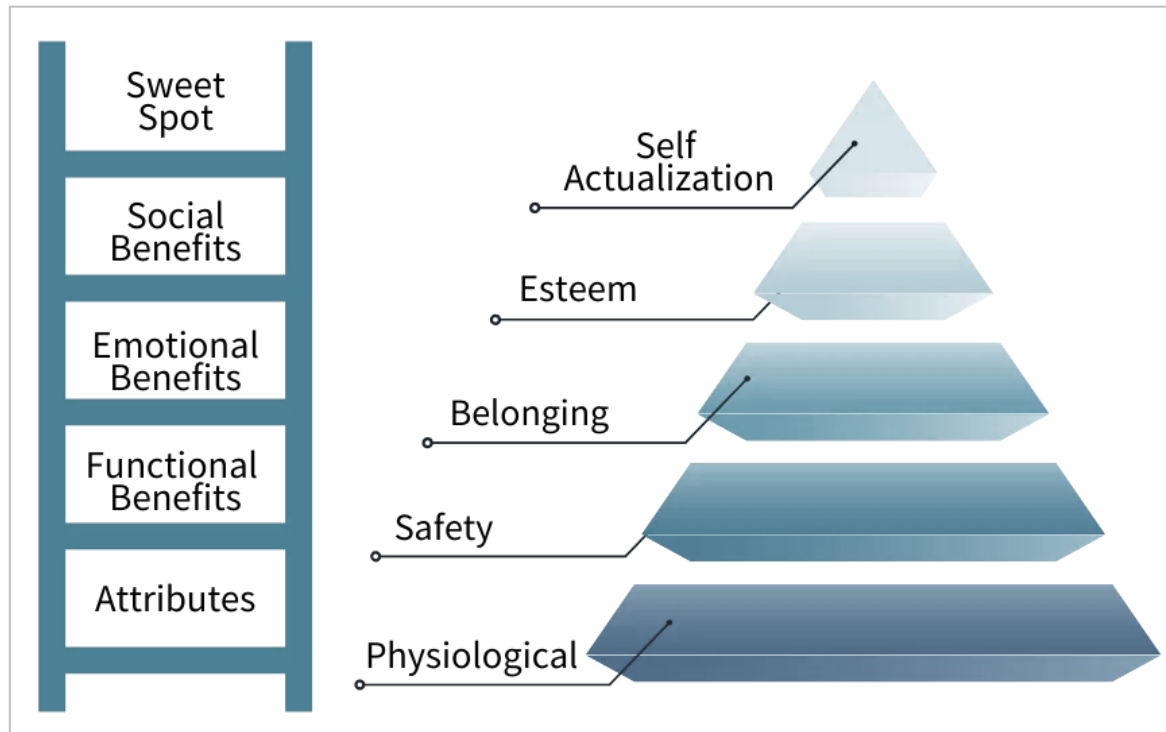 Sweet
Spot
Social
Benefits
Emotional
Benefits
Functional
Benefits
Attributes
Self
Actualization
Esteem
Belonging
Safety
Physiological